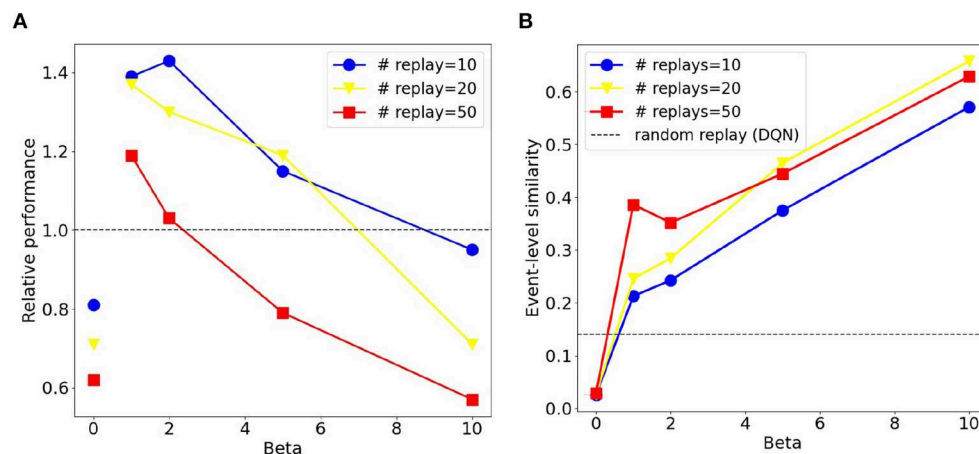 A
Relative performance
1.4
1.2
1.0
0.8
0.6
# replay=10
# replay=20
# replay=50
0 2 4 6 8 10
Beta
B
Event-level similarity
0.6
0.5
0.4
0.3
0.2
0.1
0.0
# replays=10
# replays=20
# replays=50
random replay (DQN)
0 2 4 6 8 10
Beta